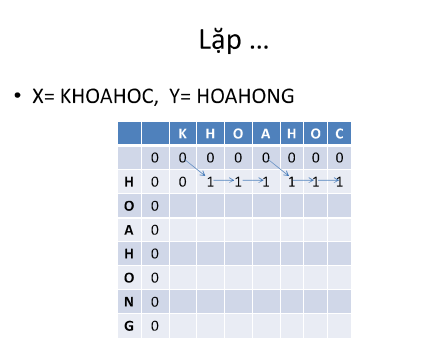 Lặp ...
• X= KHOAHOC, Y= HOAHONG
K H O A H O C
0 0 0 0 0 0 0 0
H 0 0 1 1 1 1 1 1
O 0
A 0
H 0
O 0
N 0
G 0